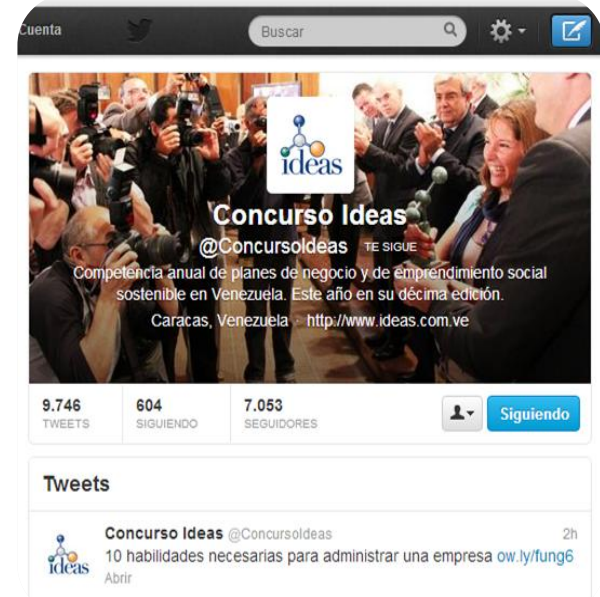 Cuenta
Buscar
ideas
Concurso Ideas
@ConcursoIdeas TE SIGUE
Competencia anual de planes de negocio y de emprendimiento social
sostenible en Venezuela. Este año en su décima edición.
Caracas, Venezuela · http://www.ideas.com.ve
9.746 604 7.053
TWEETS SIGUIENDO SEGUIDORES
Siguiendo
Tweets
Concurso Ideas @ConcursoIdeas 2h
10 habilidades necesarias para administrar una empresa ow.ly/fung6
ideas
Abrir